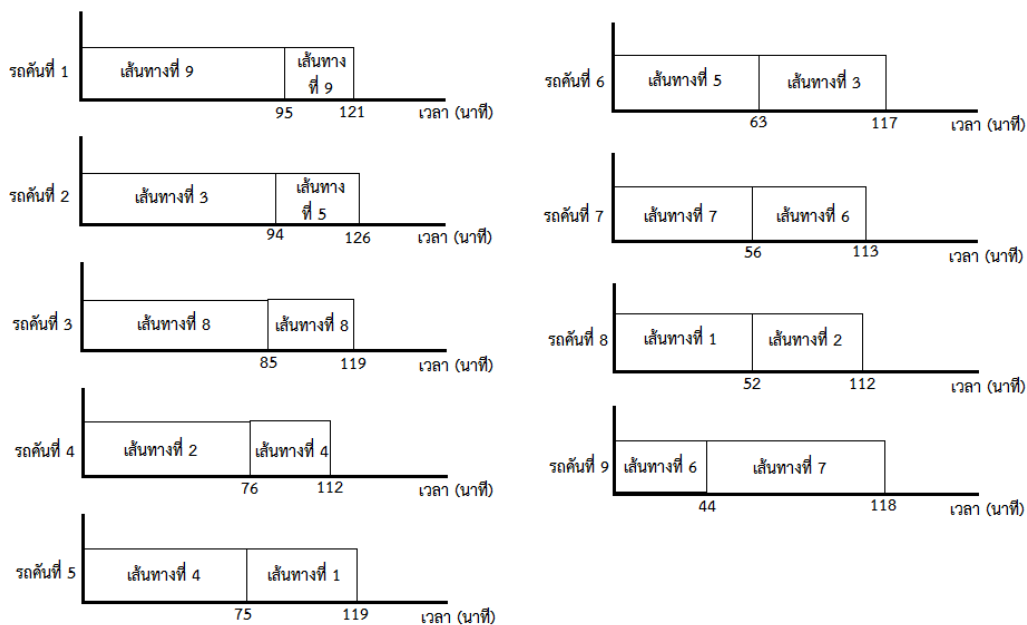 รถคันที่ 1
เส้นทางที่ 9
เส้นทาง
ที่ 9
95
121
เวลา (นาที)
รถคันที่ 2
เส้นทางที่ 3
เส้นทาง
ที่ 5
94
126
เวลา (นาที)
รถคันที่ 3
เส้นทางที่ 8
เส้นทางที่ 8
85
119
เวลา (นาที)
รถคันที่ 4
เส้นทางที่ 2
เส้นทางที่ 4
76
112
เวลา (นาที)
รถคันที่ 5
เส้นทางที่ 4
เส้นทางที่ 1
75
119
เวลา (นาที)
รถคันที่ 6
เส้นทางที่ 5
เส้นทางที่ 3
63
117
เวลา (นาที)
รถคันที่ 7
เส้นทางที่ 7
เส้นทางที่ 6
56
113
เวลา (นาที)
รถคันที่ 8
เส้นทางที่ 1
เส้นทางที่ 2
52
112
เวลา (นาที)
รถคันที่ 9
เส้นทางที่ 6
เส้นทางที่ 7
44
118
เวลา (นาที)